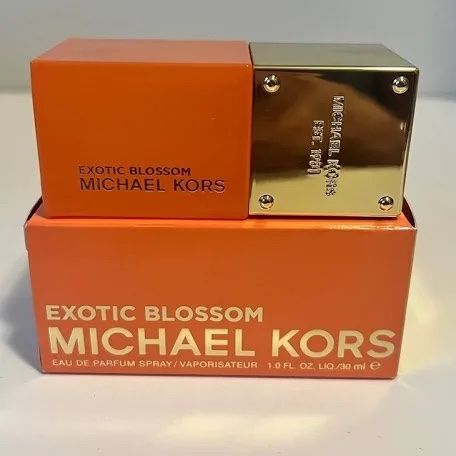 EXOTIC BLOSSOM
MICHAEL KORS
MICHAEL KORS
EST. 1981
EXOTIC BLOSSOM
MICHAEL KORS
EAU DE PARFUM SPRAY/VAPORISATEUR 1.0 FL. OZ. LIQ./30 ml ℮